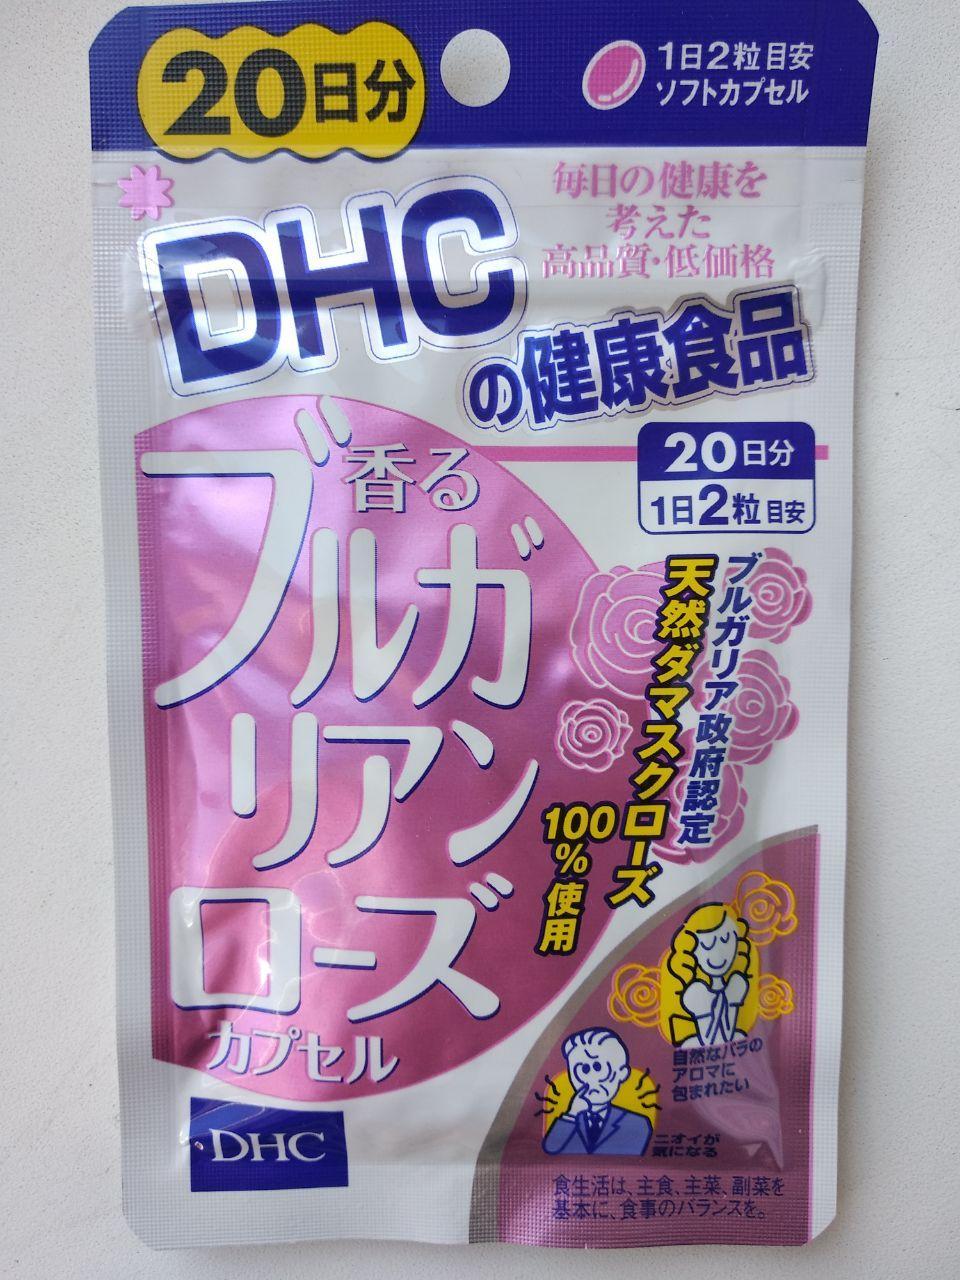 20日分
1日2粒目安
ソフトカプセル
毎日の健康を
考えた
高品質・低価格
DHC
の健康食品
20日分
1日2粒目安
香る
ブルガ
リアン
ローズ
カプセル
ブルガリア政府認定
天然ダマスクローズ
100%使用
自然なバラの
アロマに
包まれたい
ニオイが
気になる
DHC
食生活は、主食、主菜、副菜を
基本に、食事のバランスを。